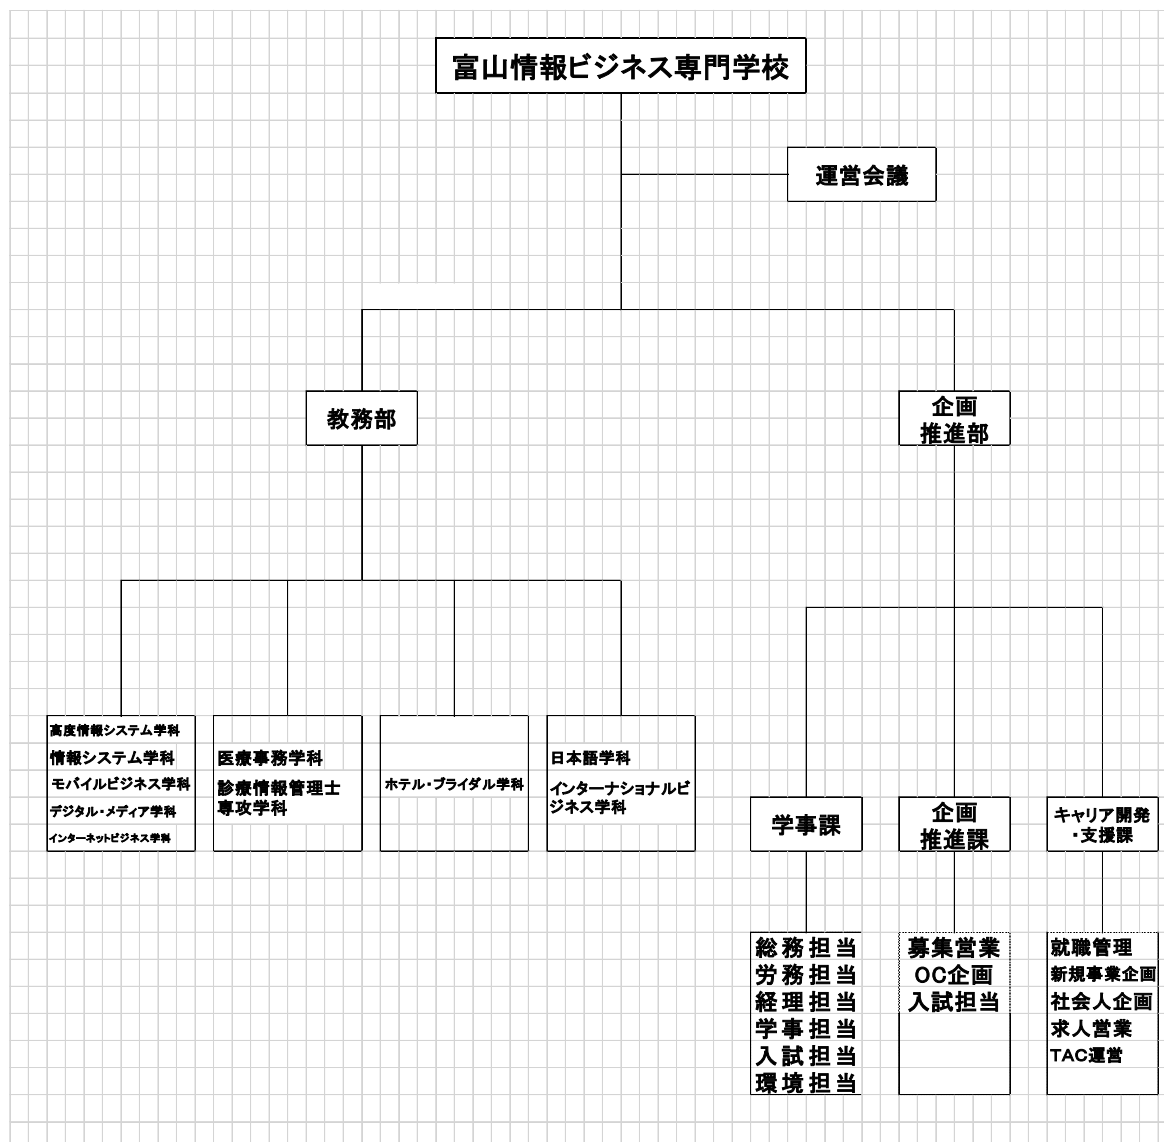 富山情報ビジネス専門学校
運営会議
教務部
企画
推進部
高度情報システム学科
情報システム学科
モバイルビジネス学科
デジタル・メディア学科
インターネットビジネス学科
医療事務学科
診療情報管理士
専攻学科
ホテル・ブライダル学科
日本語学科
インターナショナルビ
ジネス学科
学事課
企画
推進課
キャリア開発
・支援課
総務担当
労務担当
経理担当
学事担当
入試担当
環境担当
募集営業
OC企画
入試担当
就職管理
新規事業企画
社会人企画
求人営業
TAC運営